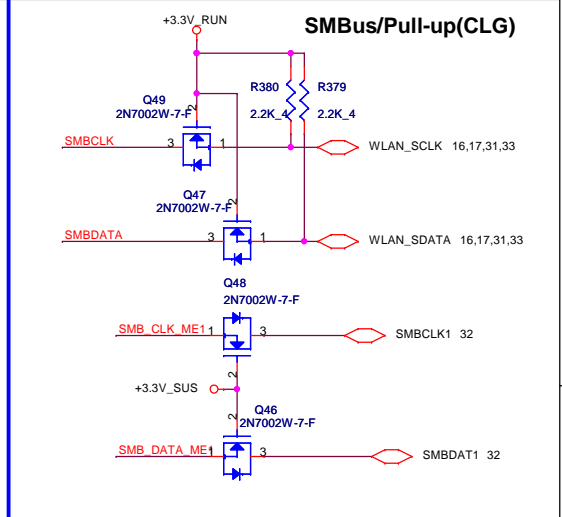 +3.3V_RUN
SMBus/Pull-up(CLG)
R380
R379
2.2K_4
2.2K_4
Q49
2N7002W-7-F
2
SMBCLK
3
1
WLAN_SCLK 16,17,31,33
Q47
2N7002W-7-F
2
SMBDATA
3
1
WLAN_SDATA 16,17,31,33
Q48
2N7002W-7-F
SMB_CLK_ME1
1
3
SMBCLK1 32
2
+3.3V_SUS
2
Q46
2N7002W-7-F
SMB_DATA_ME1
1
3
SMBDAT1 32